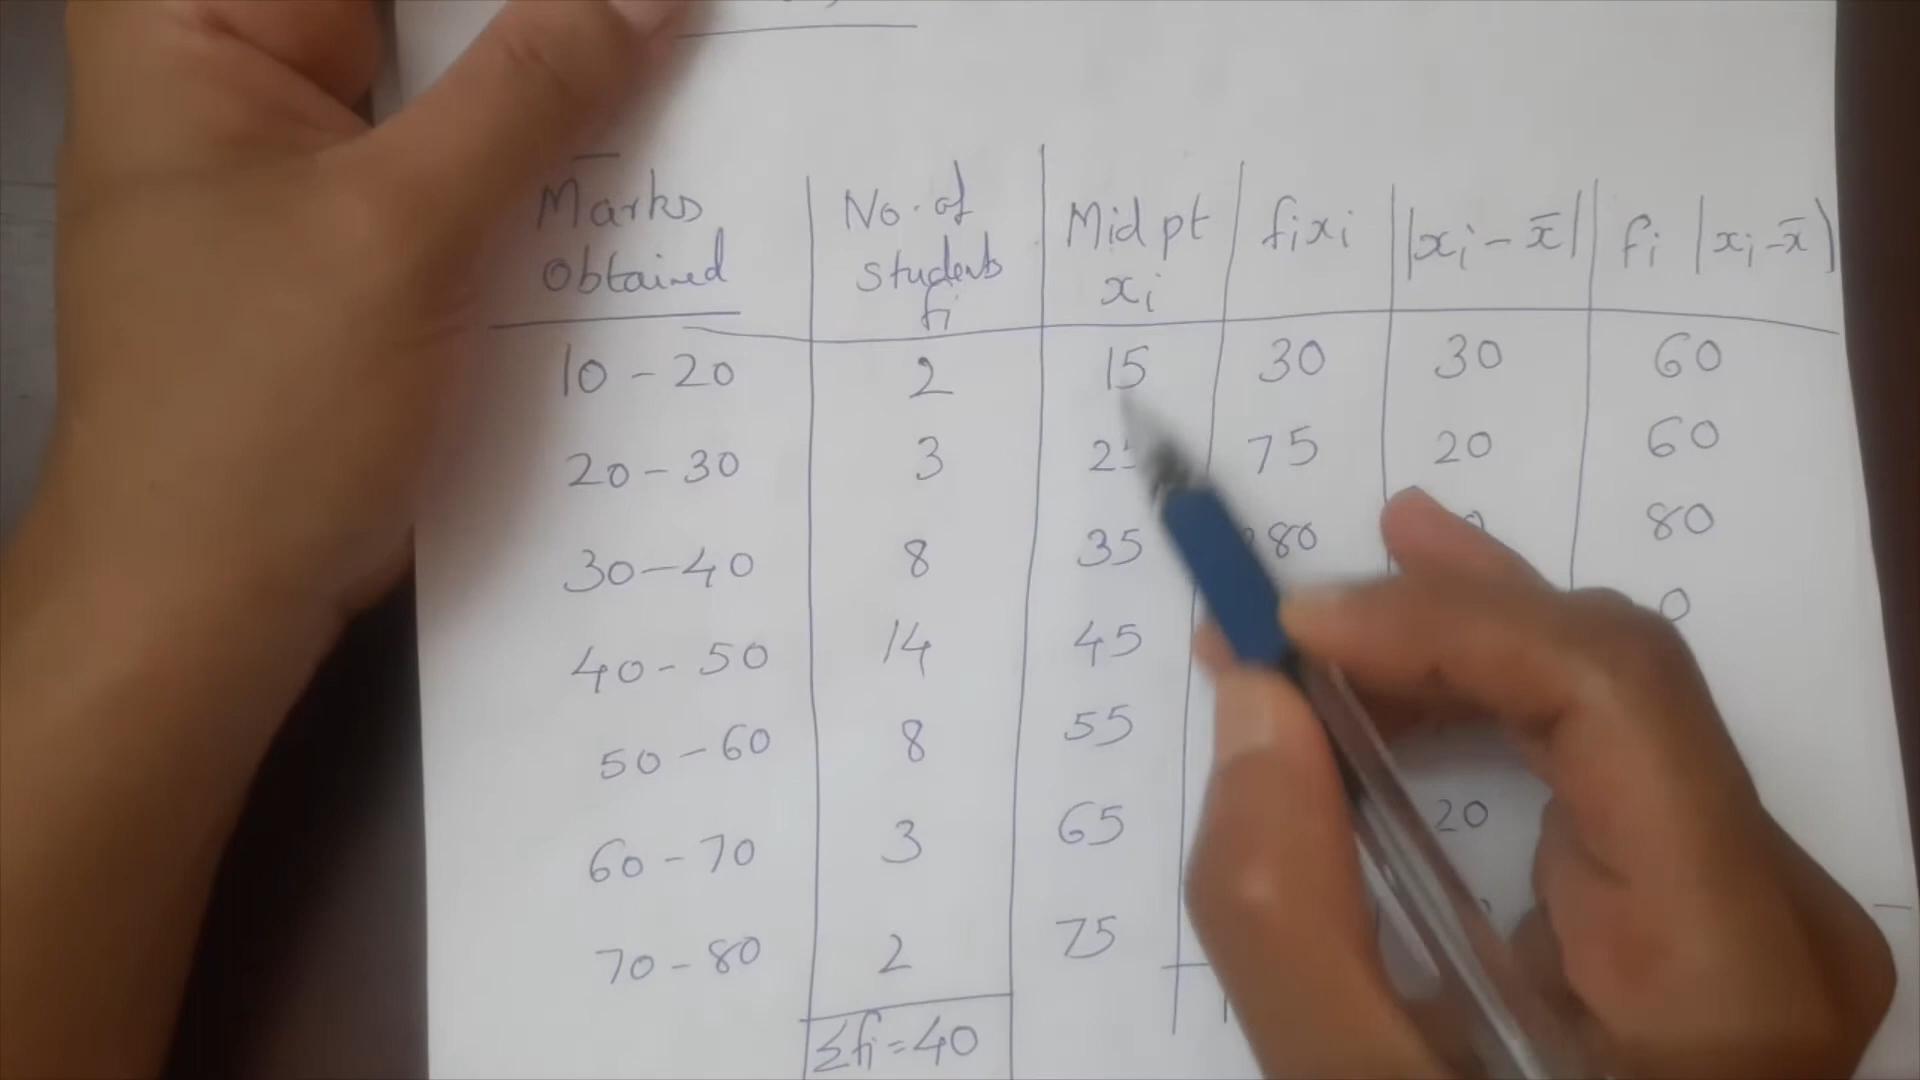 Marks Obtained | No. of students fi | Mid pt xi | fixi | |xi - x̄| | fi |xi - x̄|
10 - 20 | 2 | 15 | 30 | 30 | 60
20 - 30 | 3 | 75 | 20 | 60
30 - 40 | 8 | 35 | 80 | 80
40 - 50 | 14 | 45 | 0
50 - 60 | 8 | 55
60 - 70 | 3 | 65 | 20
70 - 80 | 2 | 75
Σfi = 40